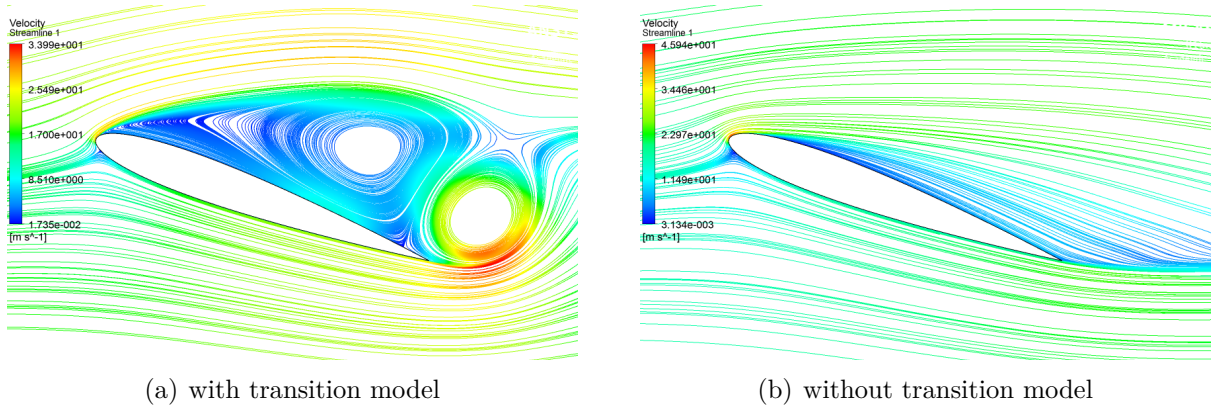 Velocity
Streamline 1
3.399e+001
2.549e+001
1.700e+001
8.510e+000
1.735e-002
[m s^-1]
(a) with transition model
Velocity
Streamline 1
4.594e+001
3.446e+001
2.297e+001
1.149e+001
3.134e-003
[m s^-1]
(b) without transition model